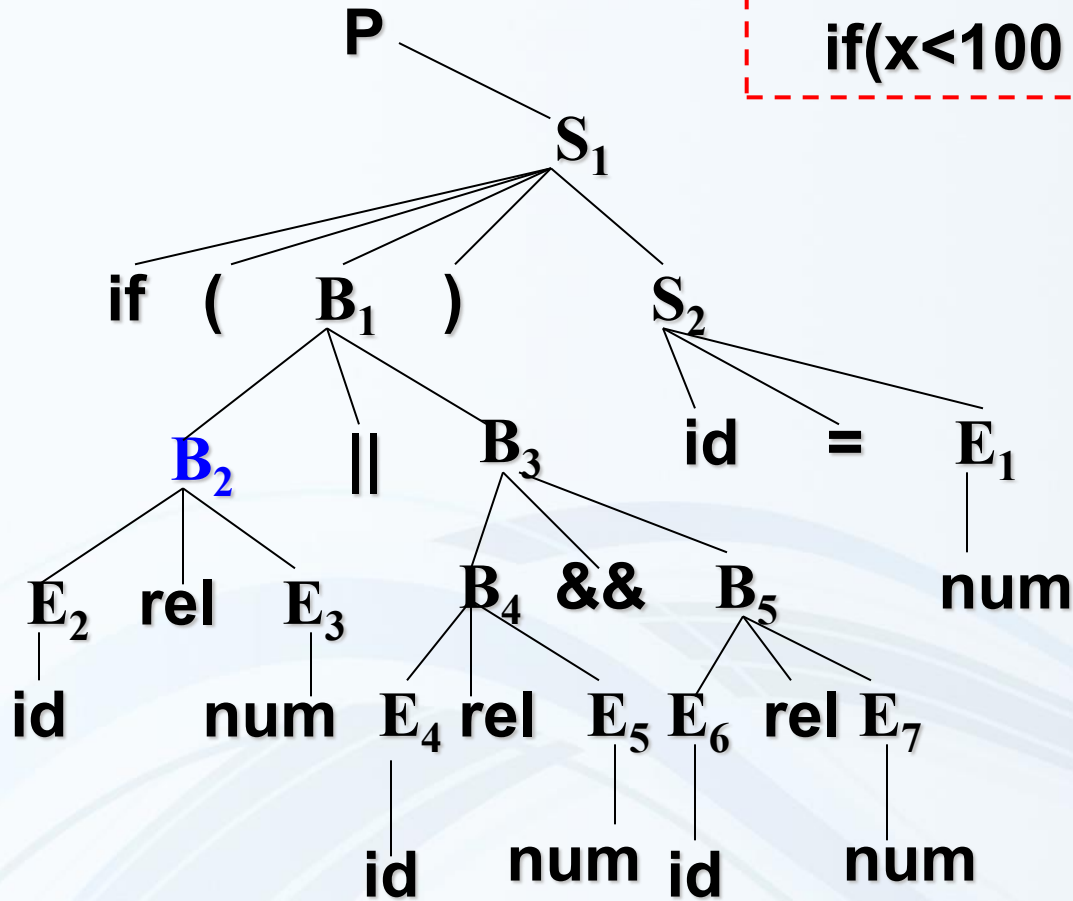 P
if(x<100
S₁
if ( B₁ ) S₂
B₂ || B₃ id = E₁
E₂ rel E₃ B₄ && B₅ num
id num E₄ rel E₅ E₆ rel E₇
id num id num